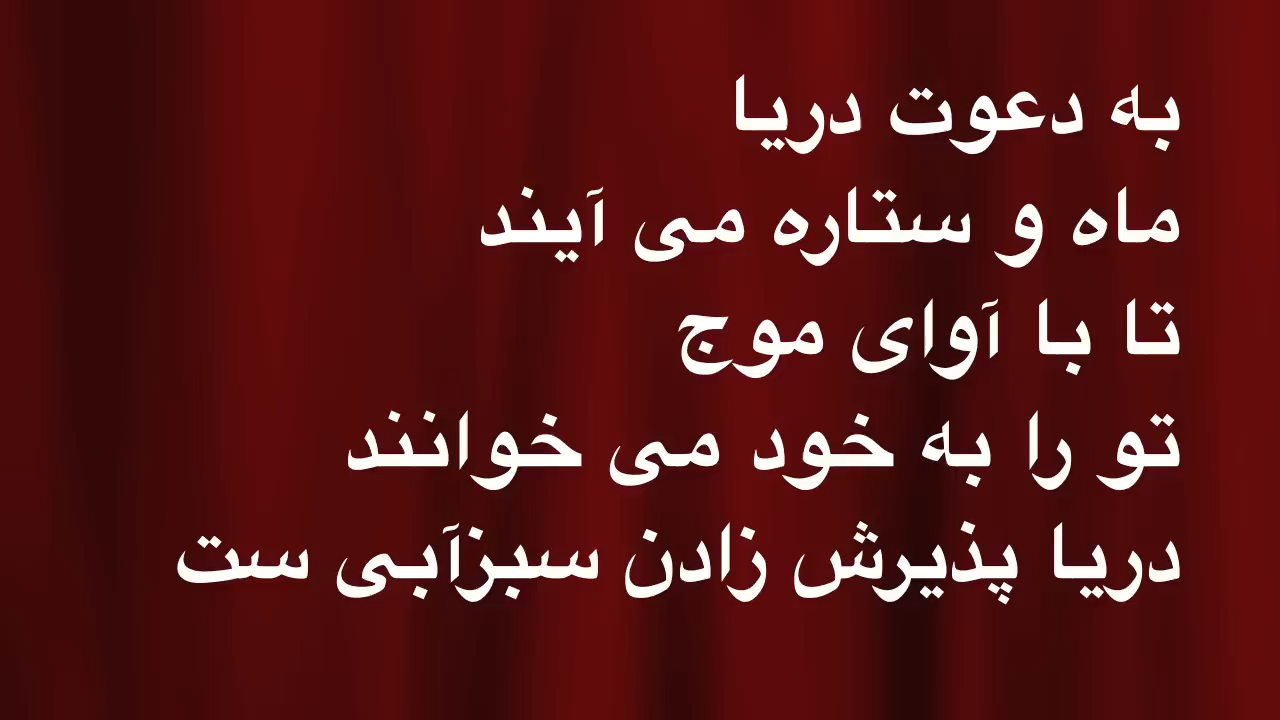 به دعوت دریا
ماه و ستاره می آیند
تا با آوای موج
تو را به خود می خوانند
دریا پذیرش زادن سبزآبی ست